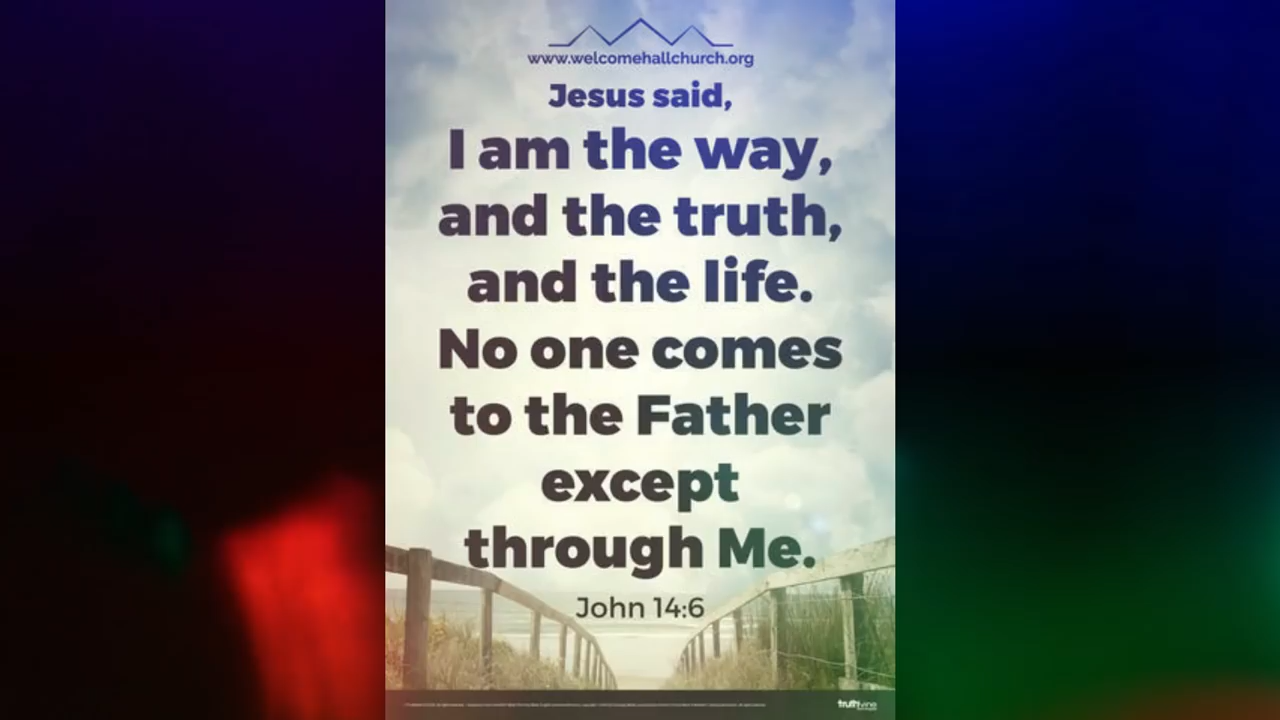 www.welcomehallchurch.org
Jesus said,
I am the way,
and the truth,
and the life.
No one comes
to the Father
except
through Me.
John 14:6
truthvine